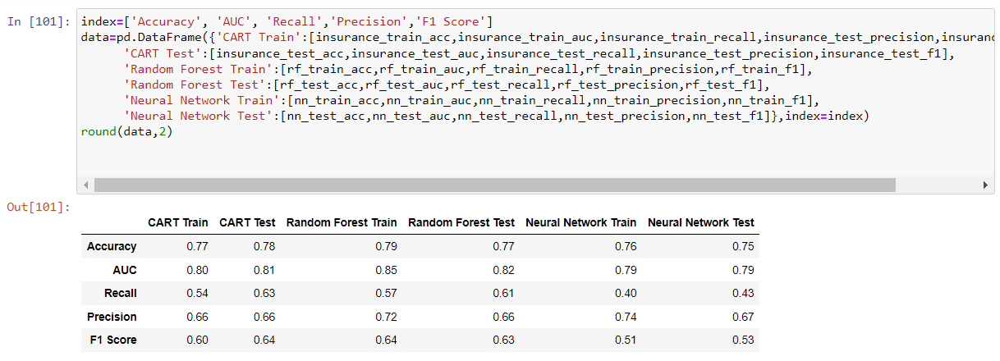 In [101]: index=['Accuracy', 'AUC', 'Recall','Precision','F1 Score']
data=pd.DataFrame({'CART Train':[insurance_train_acc,insurance_train_auc,insurance_train_recall,insurance_test_precision,insuranc
'CART Test':[insurance_test_acc,insurance_test_auc,insurance_test_recall,insurance_test_precision,insurance_test_f1],
'Random Forest Train':[rf_train_acc,rf_train_auc,rf_train_recall,rf_train_precision,rf_train_f1],
'Random Forest Test':[rf_test_acc,rf_test_auc,rf_test_recall,rf_test_precision,rf_test_f1],
'Neural Network Train':[nn_train_acc,nn_train_auc,nn_train_recall,nn_train_precision,nn_train_f1],
'Neural Network Test':[nn_test_acc,nn_test_auc,nn_test_recall,nn_test_precision,nn_test_f1]},index=index)
round(data,2)
Out[101]:
CART Train CART Test Random Forest Train Random Forest Test Neural Network Train Neural Network Test
Accuracy 0.77 0.78 0.79 0.77 0.76 0.75
AUC 0.80 0.81 0.85 0.82 0.79 0.79
Recall 0.54 0.63 0.57 0.61 0.40 0.43
Precision 0.66 0.66 0.72 0.66 0.74 0.67
F1 Score 0.60 0.64 0.64 0.63 0.51 0.53